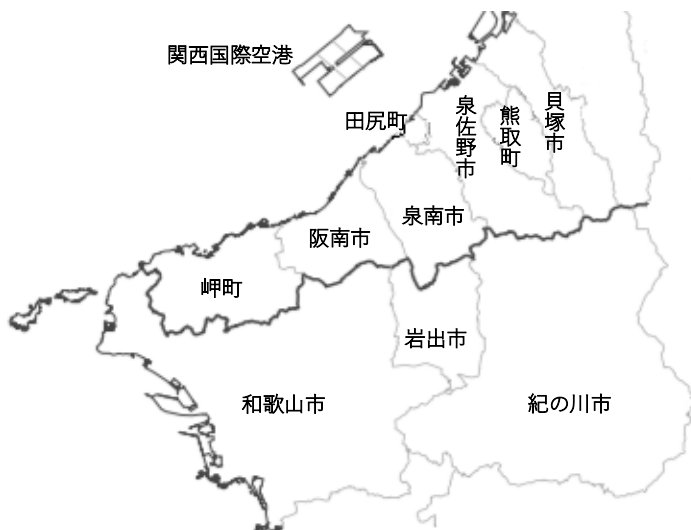 関西国際空港
田尻町
泉佐野市
熊取町
貝塚市
泉南市
阪南市
岬町
岩出市
和歌山市
紀の川市